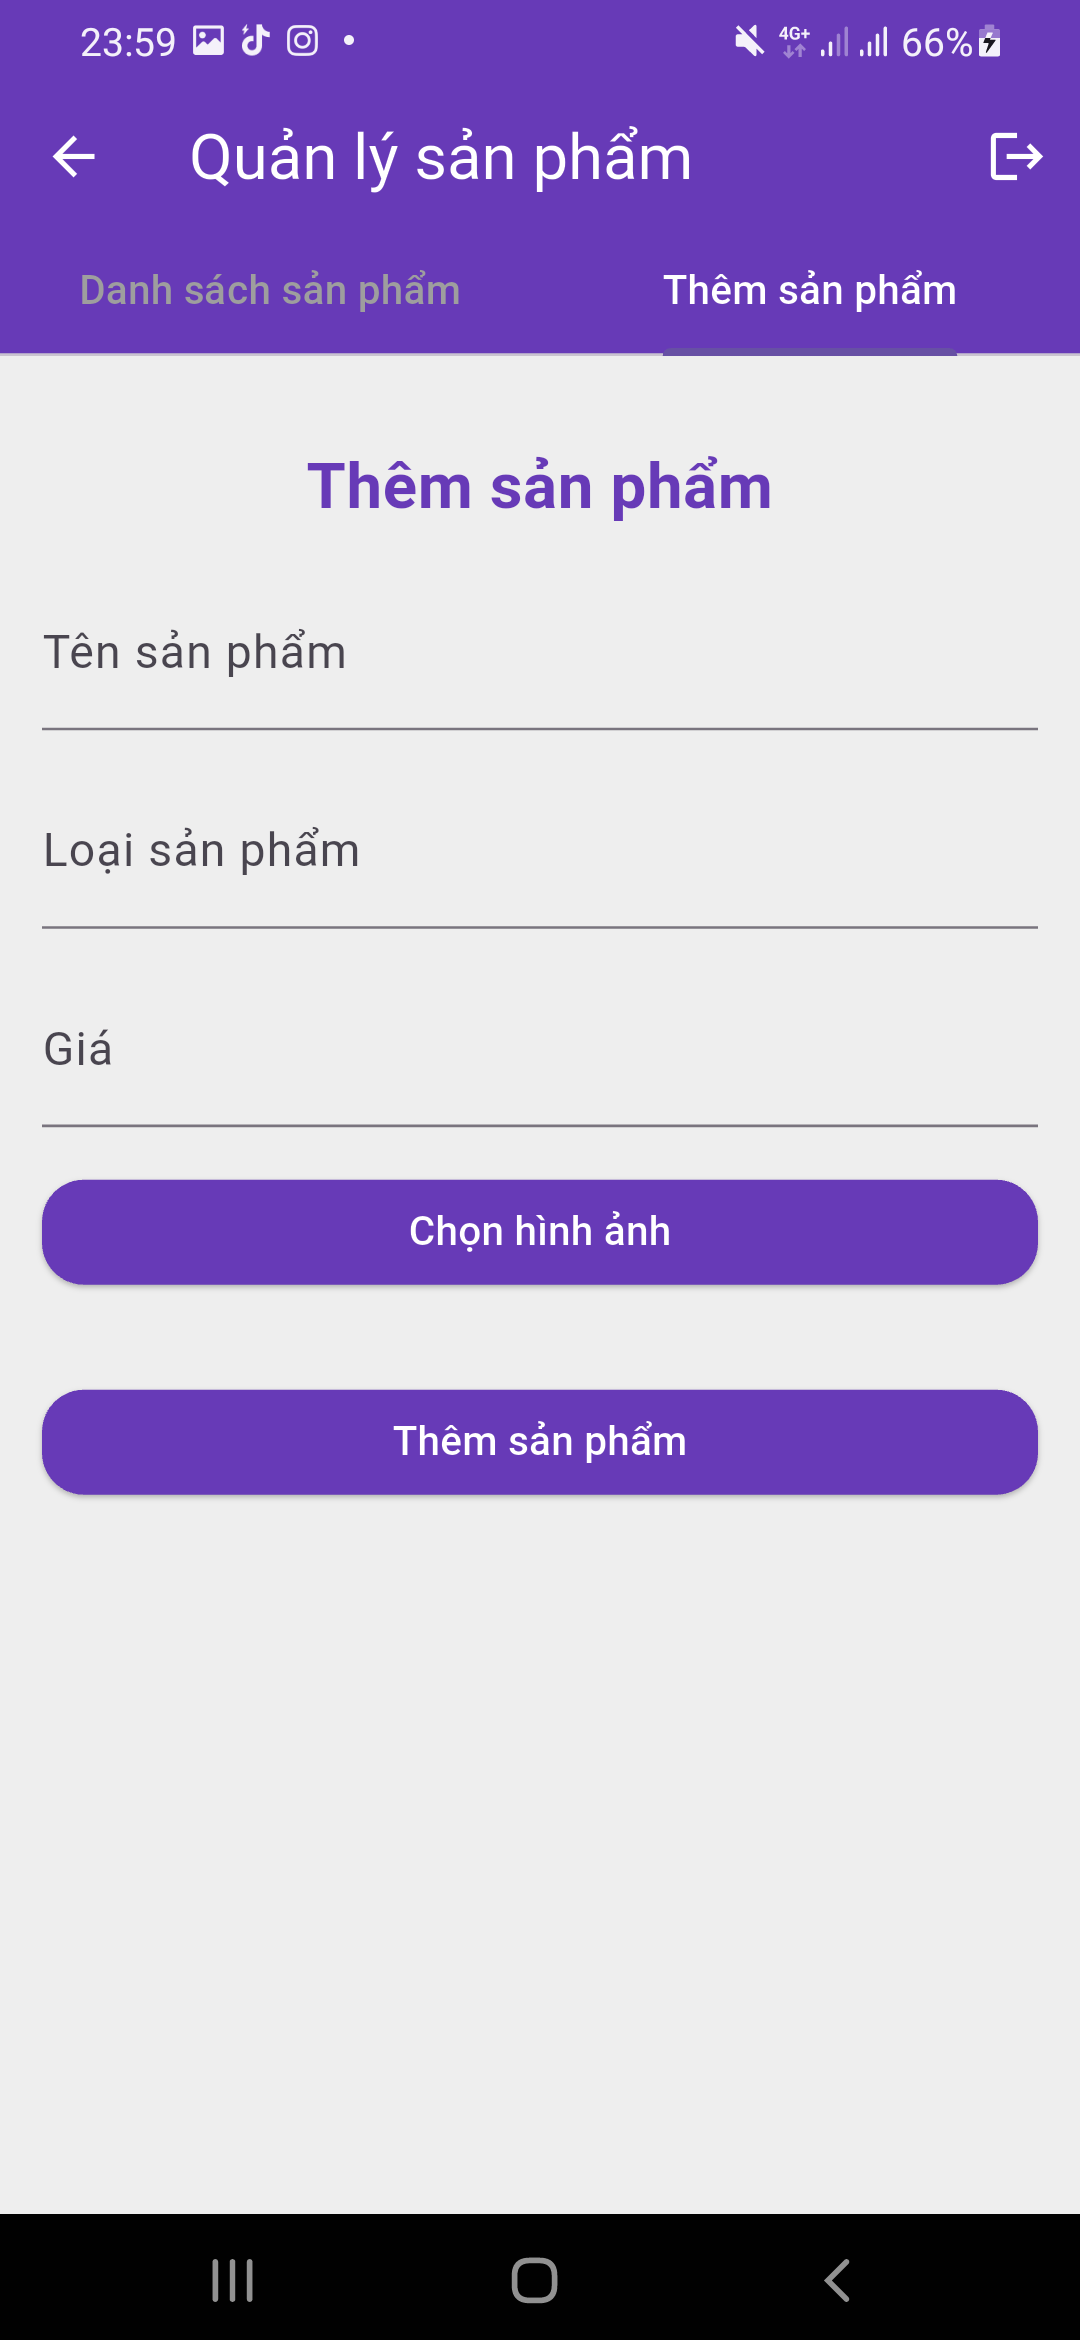 23:59
4G+ 66%
Quản lý sản phẩm
Danh sách sản phẩm
Thêm sản phẩm
Thêm sản phẩm
Tên sản phẩm
Loại sản phẩm
Giá
Chọn hình ảnh
Thêm sản phẩm